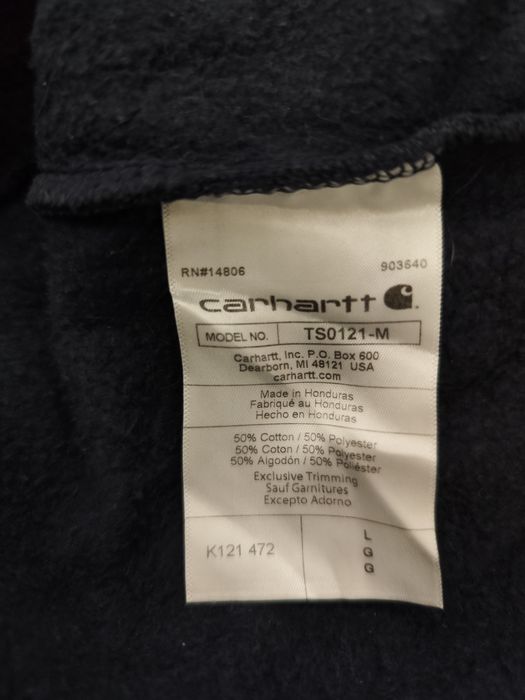 RN#14806 903640
carhartt
MODEL NO. TS0121-M
Carhartt, Inc. P.O. Box 600
Dearborn, MI 48121 USA
carhartt.com
Made in Honduras
Fabriqué au Honduras
Hecho en Honduras
50% Cotton / 50% Polyester
50% Coton / 50% Polyester
50% Algodón / 50% Poliéster
Exclusive Trimming
Sauf Garnitures
Excepto Adorno
K121 472
L
G
G